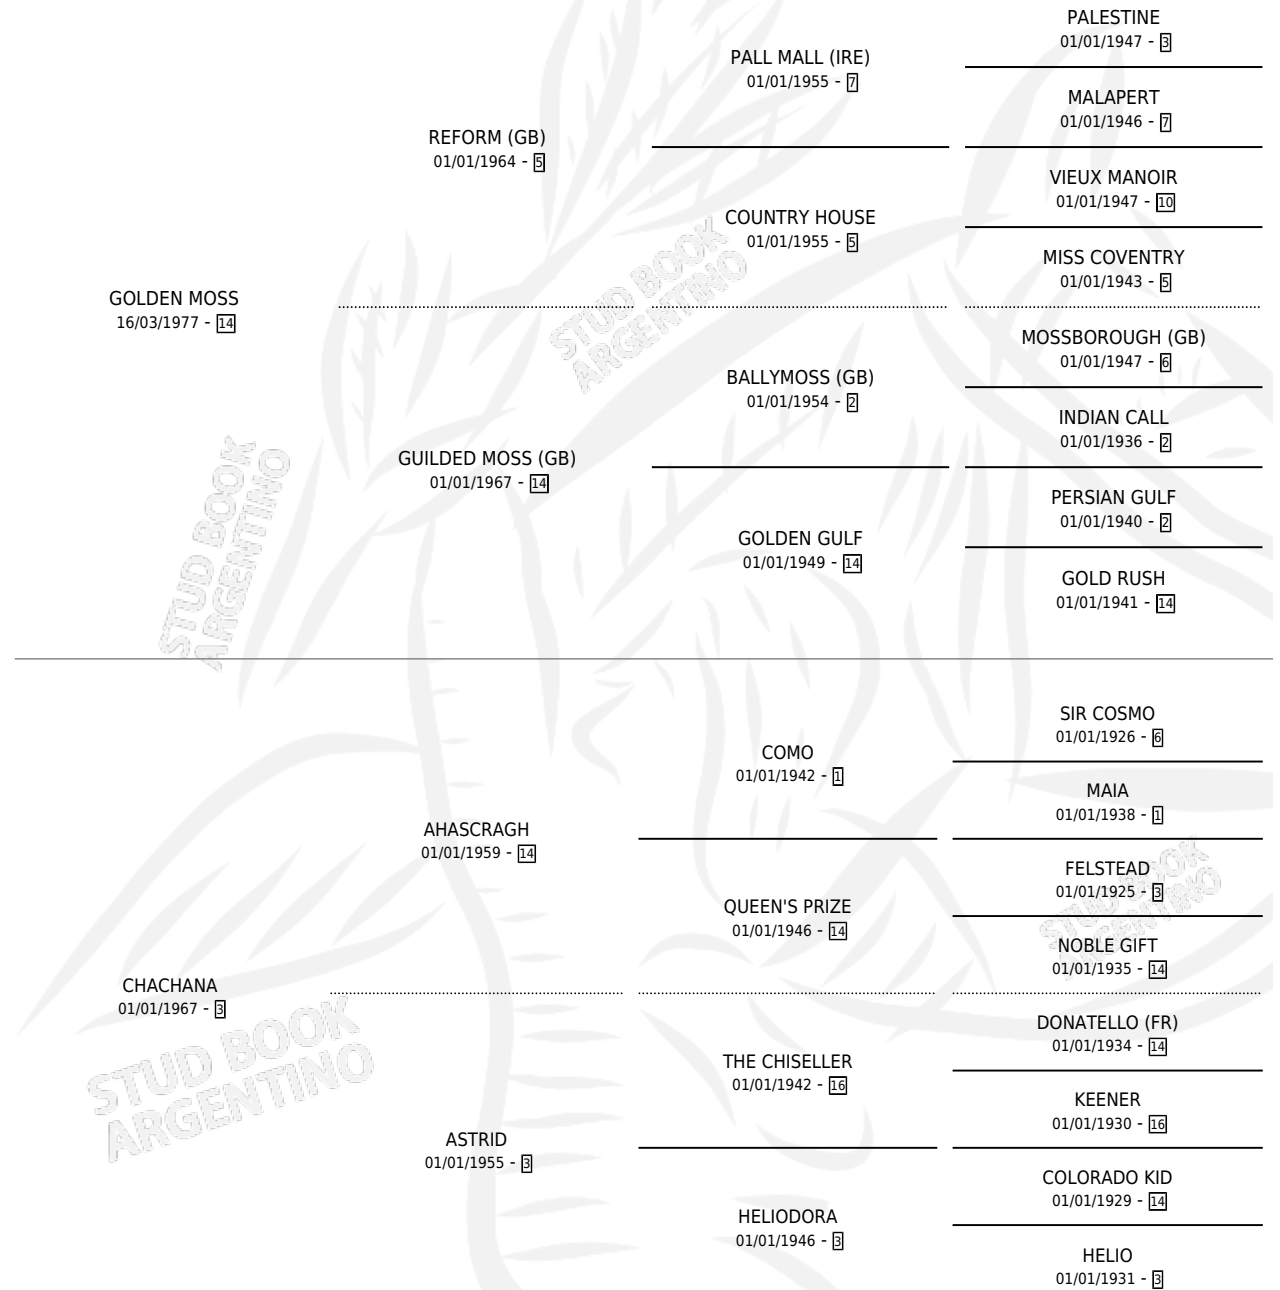 PALESTINE
01/01/1947 - 3
PALL MALL (IRE)
01/01/1955 - 7
MALAPERT
01/01/1946 - 7
REFORM (GB)
01/01/1964 - 5
VIEUX MANOIR
01/01/1947 - 10
COUNTRY HOUSE
01/01/1955 - 5
MISS COVENTRY
01/01/1943 - 5
GOLDEN MOSS
16/03/1977 - 14
STUD BOOK
ARGENTINO
MOSSBOROUGH (GB)
01/01/1947 - 6
BALLYMOSS (GB)
01/01/1954 - 2
INDIAN CALL
01/01/1936 - 2
GUILDED MOSS (GB)
01/01/1967 - 14
PERSIAN GULF
01/01/1940 - 2
GOLDEN GULF
01/01/1949 - 14
GOLD RUSH
01/01/1941 - 14
STUD BOOK
ARGENTINO
SIR COSMO
01/01/1926 - 6
COMO
01/01/1942 - 1
MAIA
01/01/1938 - 1
AHASCRAGH
01/01/1959 - 14
FELSTEAD
01/01/1925 - 3
QUEEN'S PRIZE
01/01/1946 - 14
STUD BOOK
ARGENTINO
NOBLE GIFT
01/01/1935 - 14
CHACHANA
01/01/1967 - 3
DONATELLO (FR)
01/01/1934 - 14
THE CHISELLER
01/01/1942 - 16
STUD BOOK
ARGENTINO
KEENER
01/01/1930 - 16
ASTRID
01/01/1955 - 3
COLORADO KID
01/01/1929 - 14
HELIODORA
01/01/1946 - 3
HELIO
01/01/1931 - 3